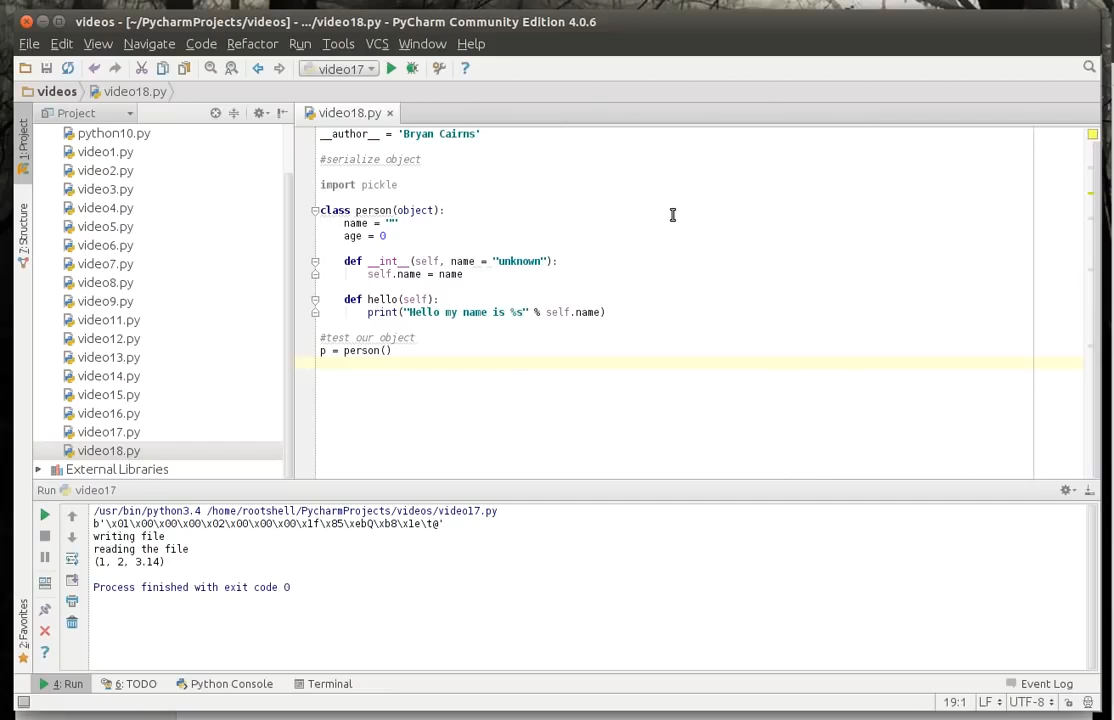 videos - [~/PycharmProjects/videos] - .../video18.py - PyCharm Community Edition 4.0.6
File Edit View Navigate Code Refactor Run Tools VCS Window Help
video17
videos video18.py
Project
video18.py ×
1: Project
7: Structure
2: Favorites
python10.py
video1.py
video2.py
video3.py
video4.py
video5.py
video6.py
video7.py
video8.py
video9.py
video11.py
video12.py
video13.py
video14.py
video15.py
video16.py
video17.py
video18.py
External Libraries
__author__ = 'Bryan Cairns'
#serialize object
import pickle
class person(object):
name = ""
age = 0
def __int__(self, name = "unknown"):
self.name = name
def hello(self):
print("Hello my name is %s" % self.name)
#test our object
p = person()
Run video17
/usr/bin/python3.4 /home/rootshell/PycharmProjects/videos/video17.py
b'\x01\x00\x00\x00\x02\x00\x00\x00\x1f\x85\xebQ\xb8\x1e\t@'
writing file
reading the file
(1, 2, 3.14)
Process finished with exit code 0
4: Run 6: TODO Python Console Terminal Event Log
19:1 LF UTF-8